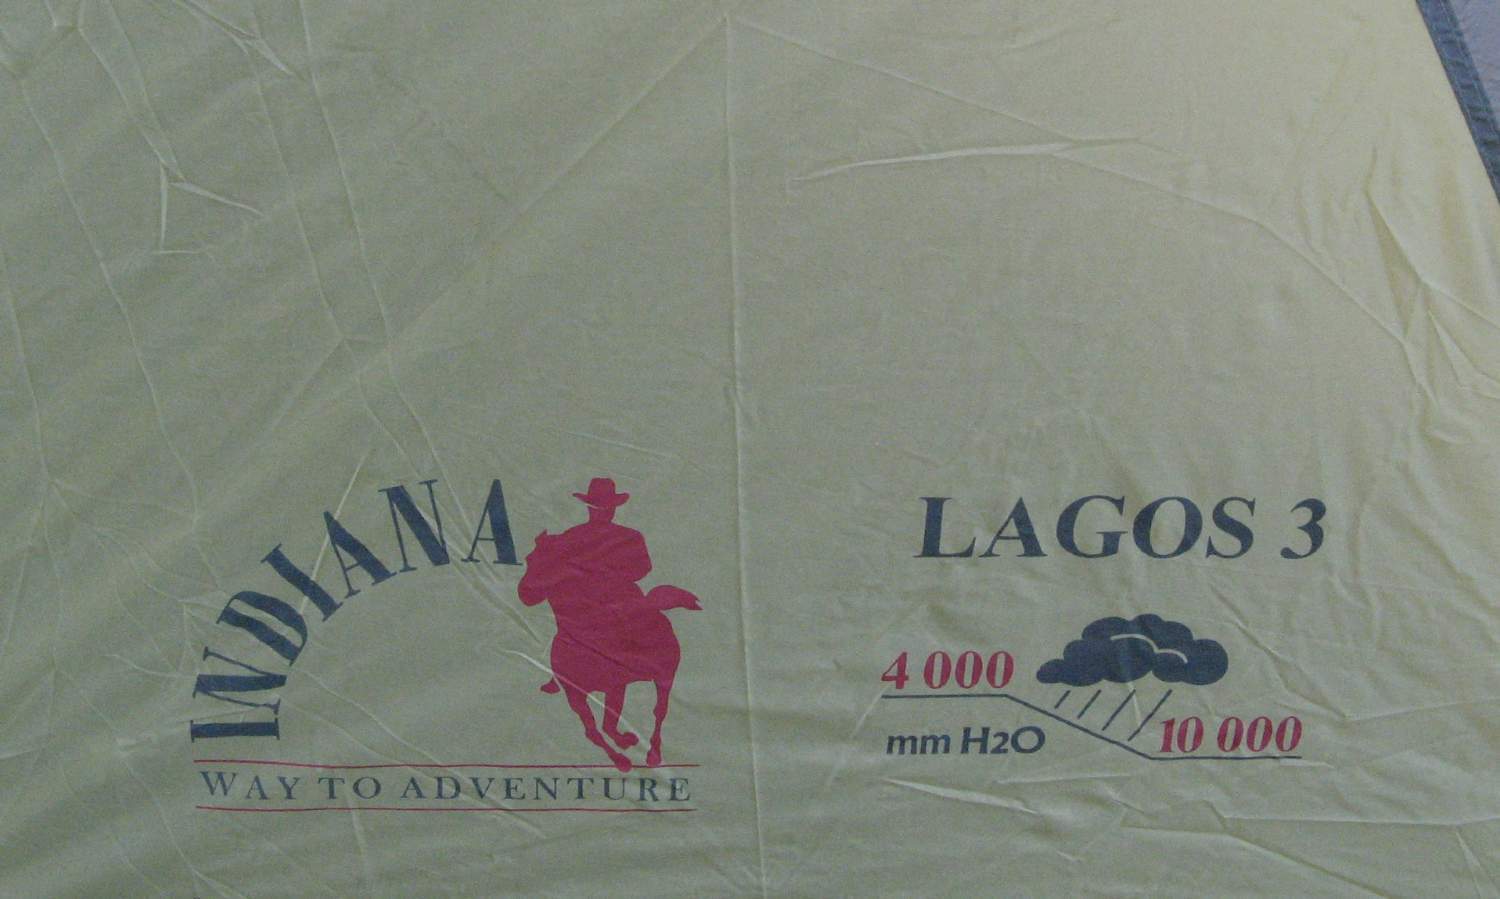 INDIANA
WAY TO ADVENTURE
LAGOS 3
4 000
mm H2O
10 000